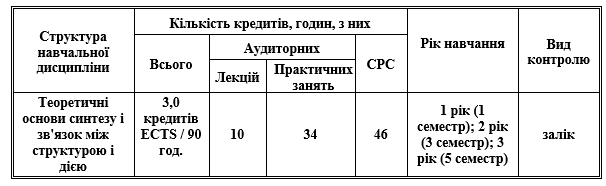 Структура
навчальної
дисципліни
Кількість кредитів, годин, з них
Рік навчання
Вид
контролю
Всього
Аудиторних
СРС
Лекцій
Практичних
занять
Теоретичні
основи синтезу і
зв'язок між
структурою і
дією
3,0
кредитів
ECTS / 90
год.
10
34
46
1 рік (1
семестр); 2 рік
(3 семестр); 3
рік (5 семестр)
залік